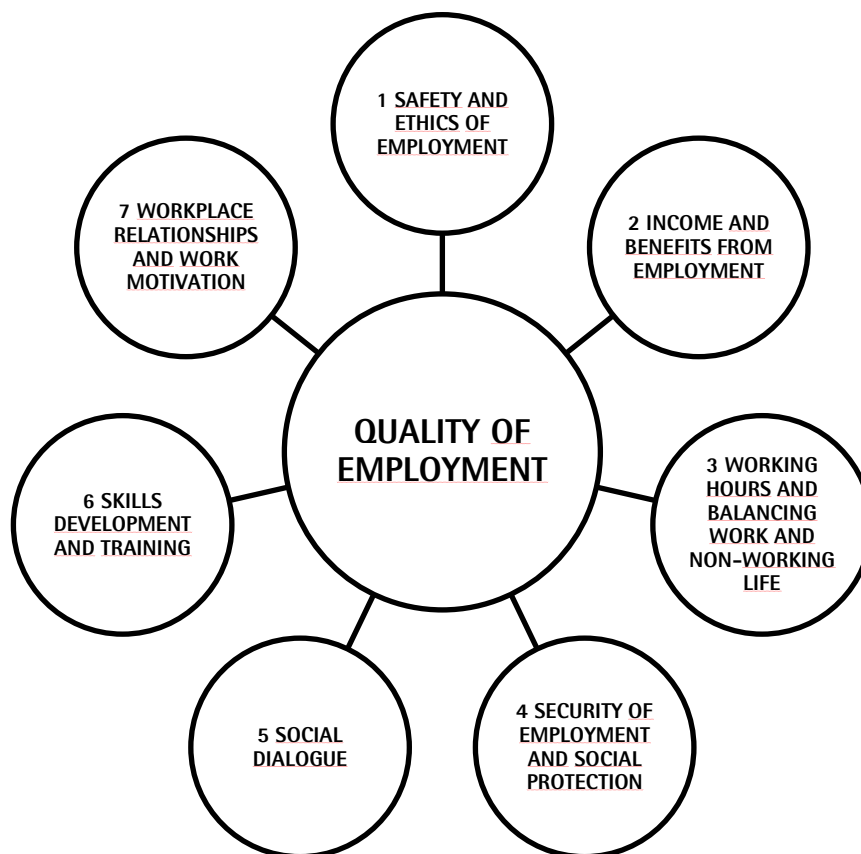 1 SAFETY AND
ETHICS OF
EMPLOYMENT
2 INCOME AND
BENEFITS FROM
EMPLOYMENT
3 WORKING
HOURS AND
BALANCING
WORK AND
NON-WORKING
LIFE
4 SECURITY OF
EMPLOYMENT
AND SOCIAL
PROTECTION
5 SOCIAL
DIALOGUE
6 SKILLS
DEVELOPMENT
AND TRAINING
7 WORKPLACE
RELATIONSHIPS
AND WORK
MOTIVATION
QUALITY OF
EMPLOYMENT